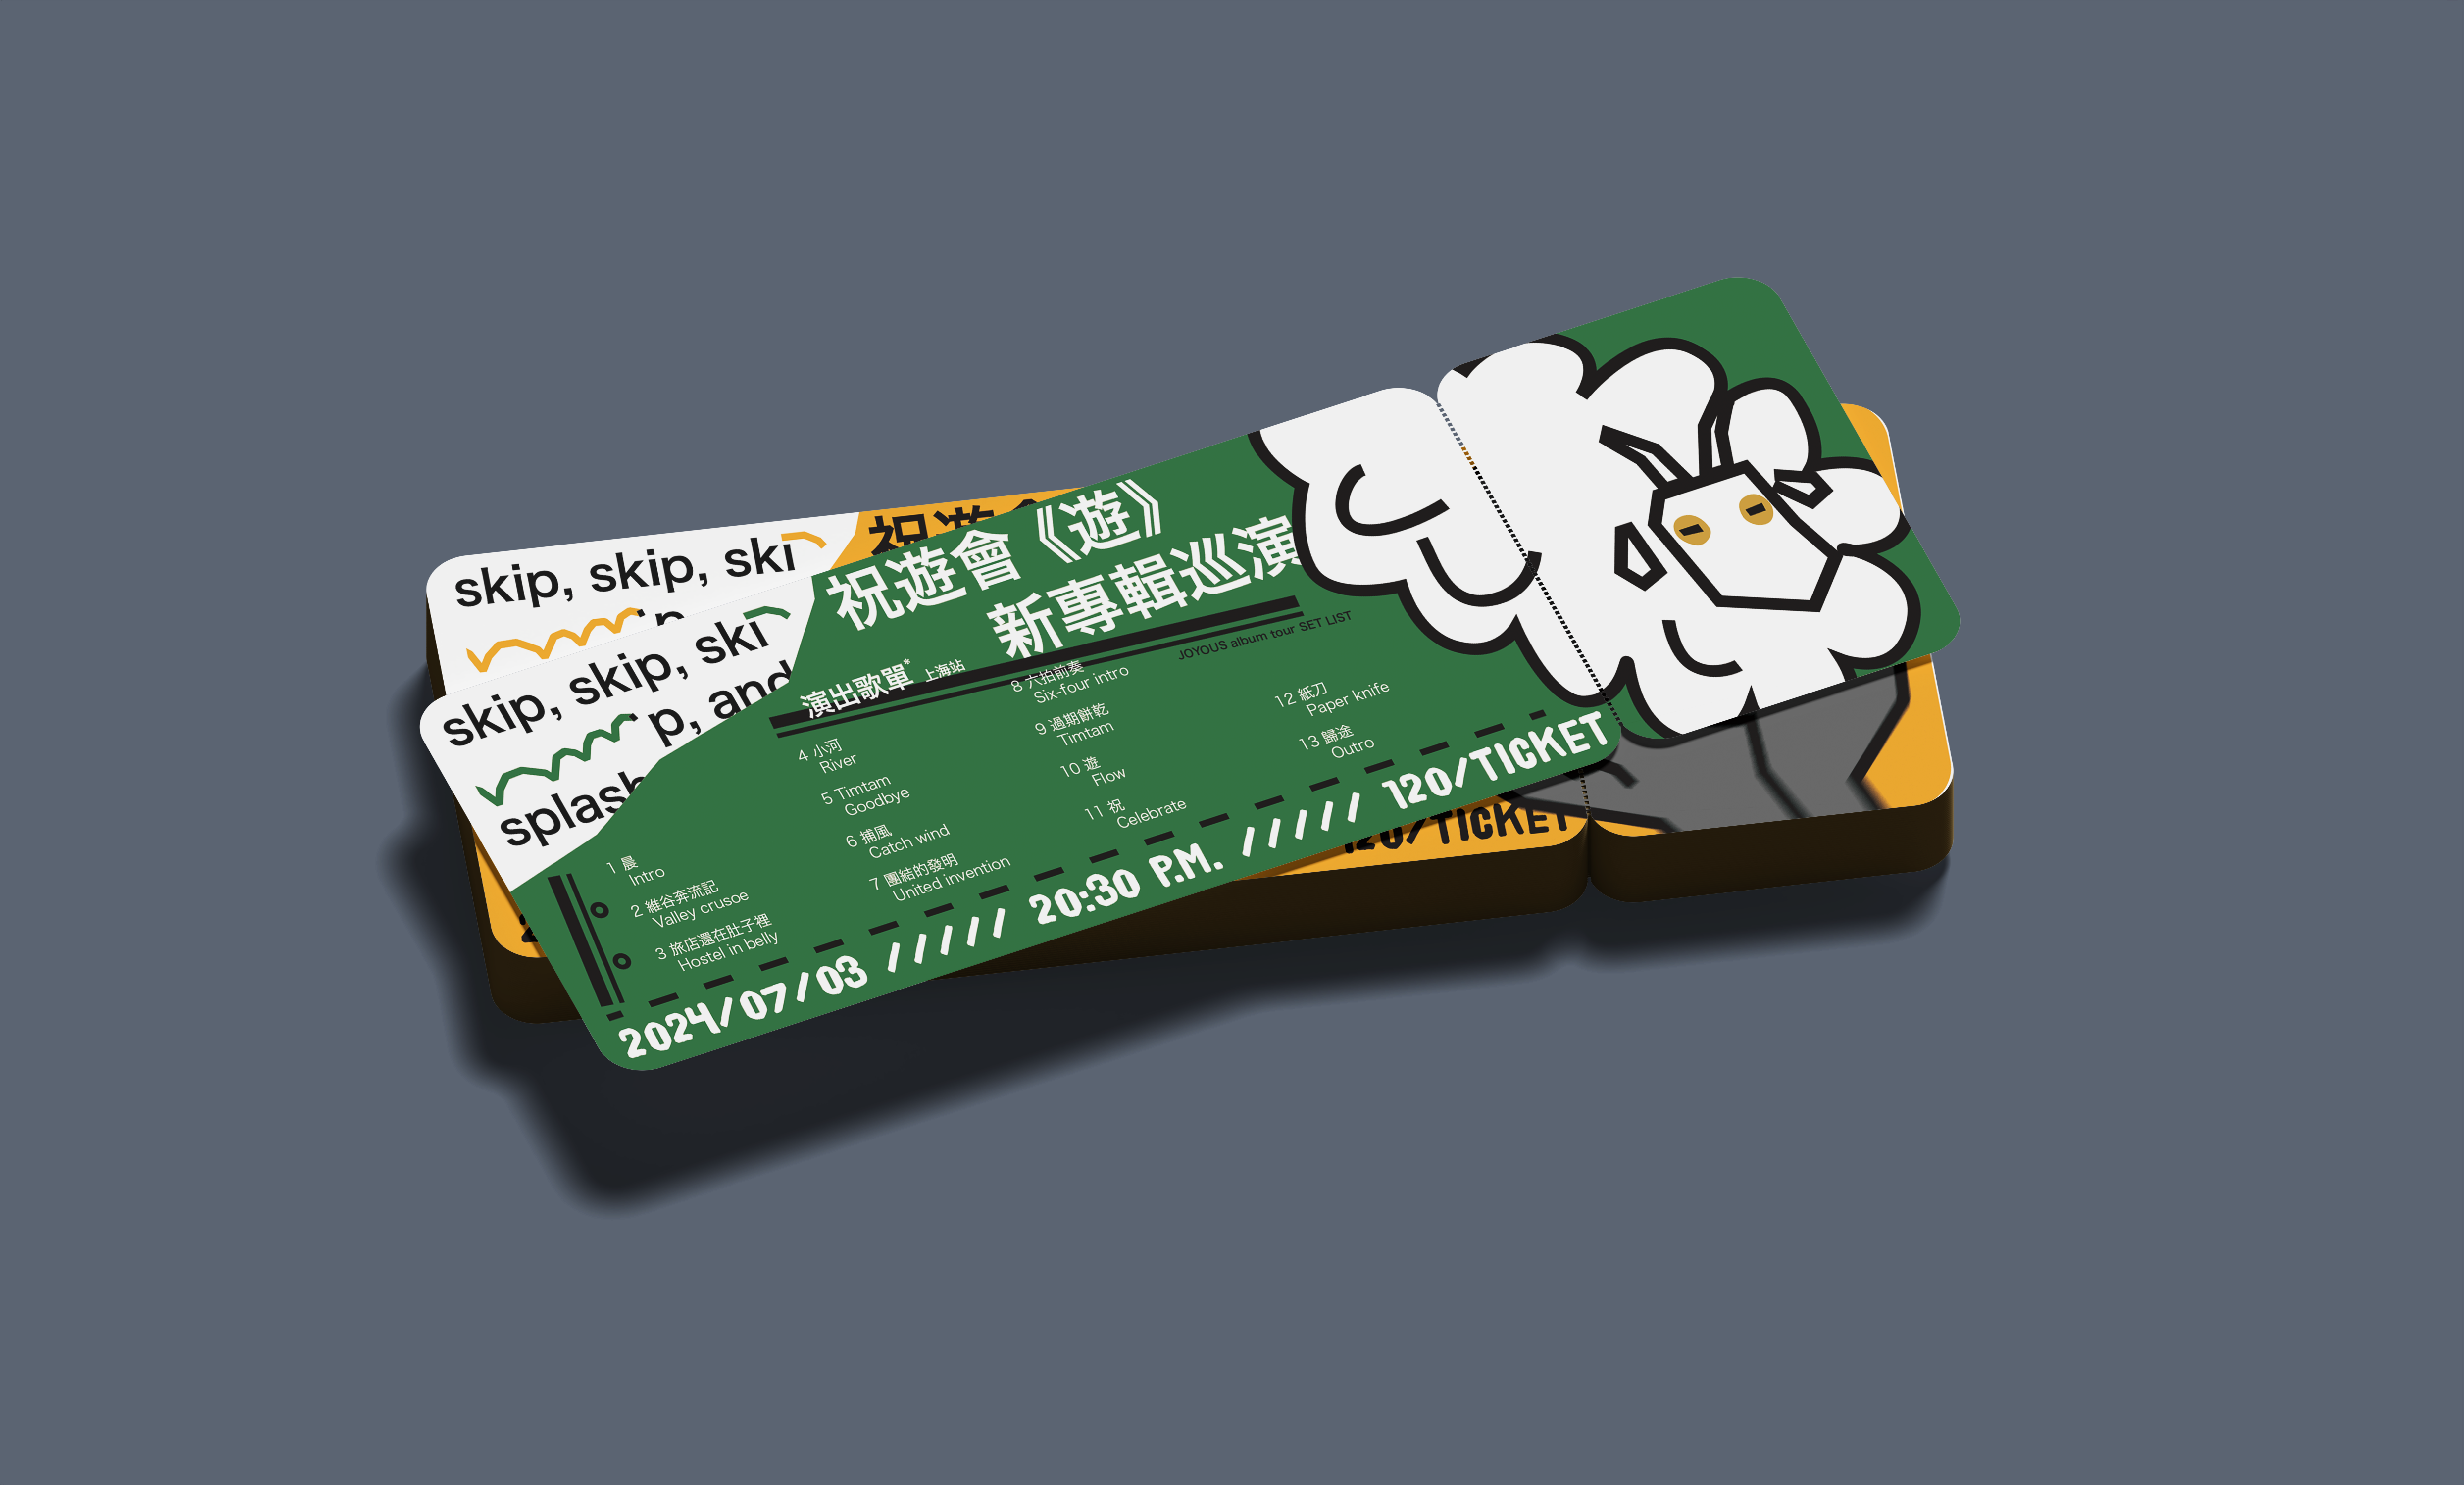 skip, skip, ski
祝遊
skip, skip, ski
p, and
splash
祝遊會《遊》
新專輯巡演
JOYOUS album tour SET LIST
演出歌單* 上海站
1 晨
Intro
2 維谷奔流記
Valley crusoe
3 旅店還在肚子裡
Hostel in belly
4 小河
River
5 Timtam
Goodbye
6 捕風
Catch wind
7 團結的發明
United invention
8 六拍前奏
Six-four intro
9 過期餅乾
Timtam
10 遊
Flow
11 祝
Celebrate
12 紙刀
Paper knife
13 歸途
Outro
2024/07/03 ///// 20:30 P.M. ///// 120/TICKET
120/TICKET